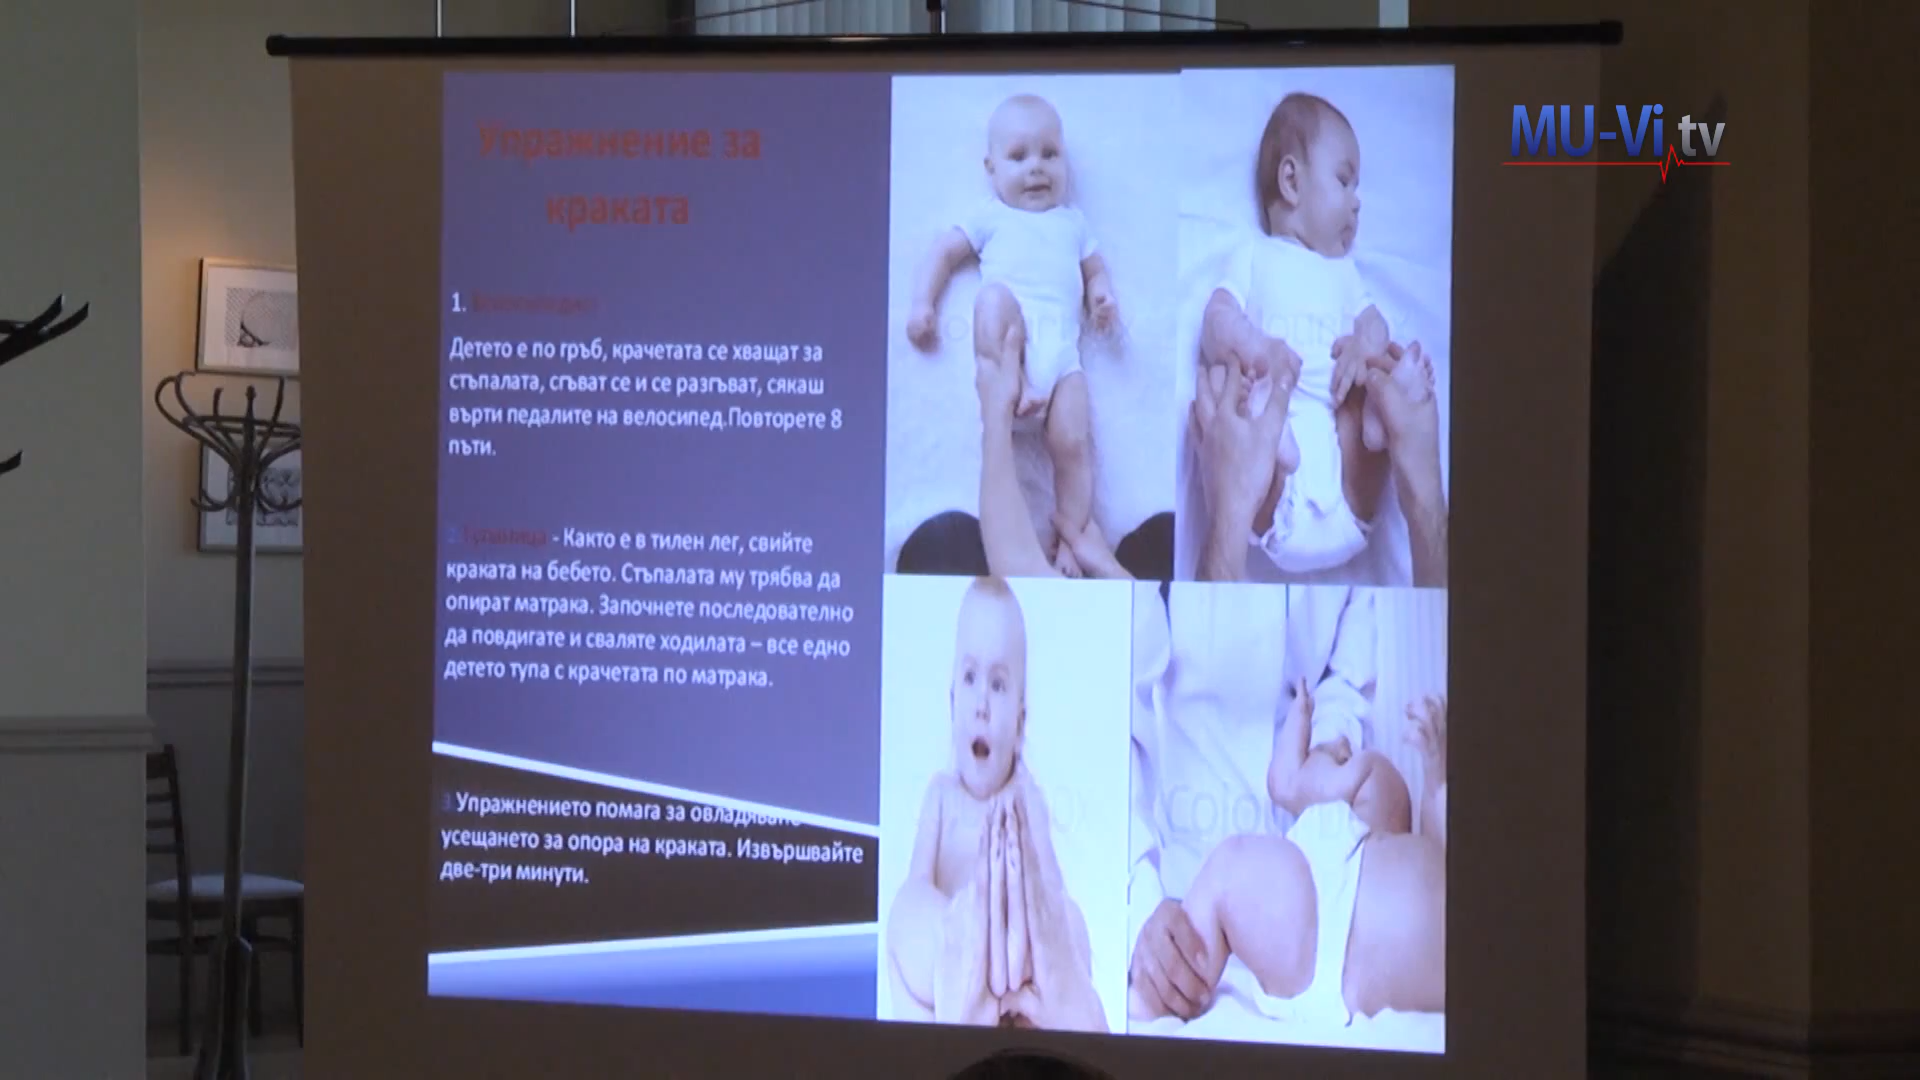 MU-Vi.tv
Упражнение за
краката
1.
Детето е по гръб, крачетата се хващат за
стъпалата, сгъват се и се разгъват, сякаш
върти педалите на велосипед.Повторете 8
пъти.
- Както е в тилен лег, свийте
краката на бебето. Стъпалата му трябва да
опират матрака. Започнете последователно
да повдигате и сваляте ходилата – все едно
детето тупа с крачетата по матрака.
3 Упражнението помага за овладяване
усещането за опора на краката. Извършвайте
две-три минути.